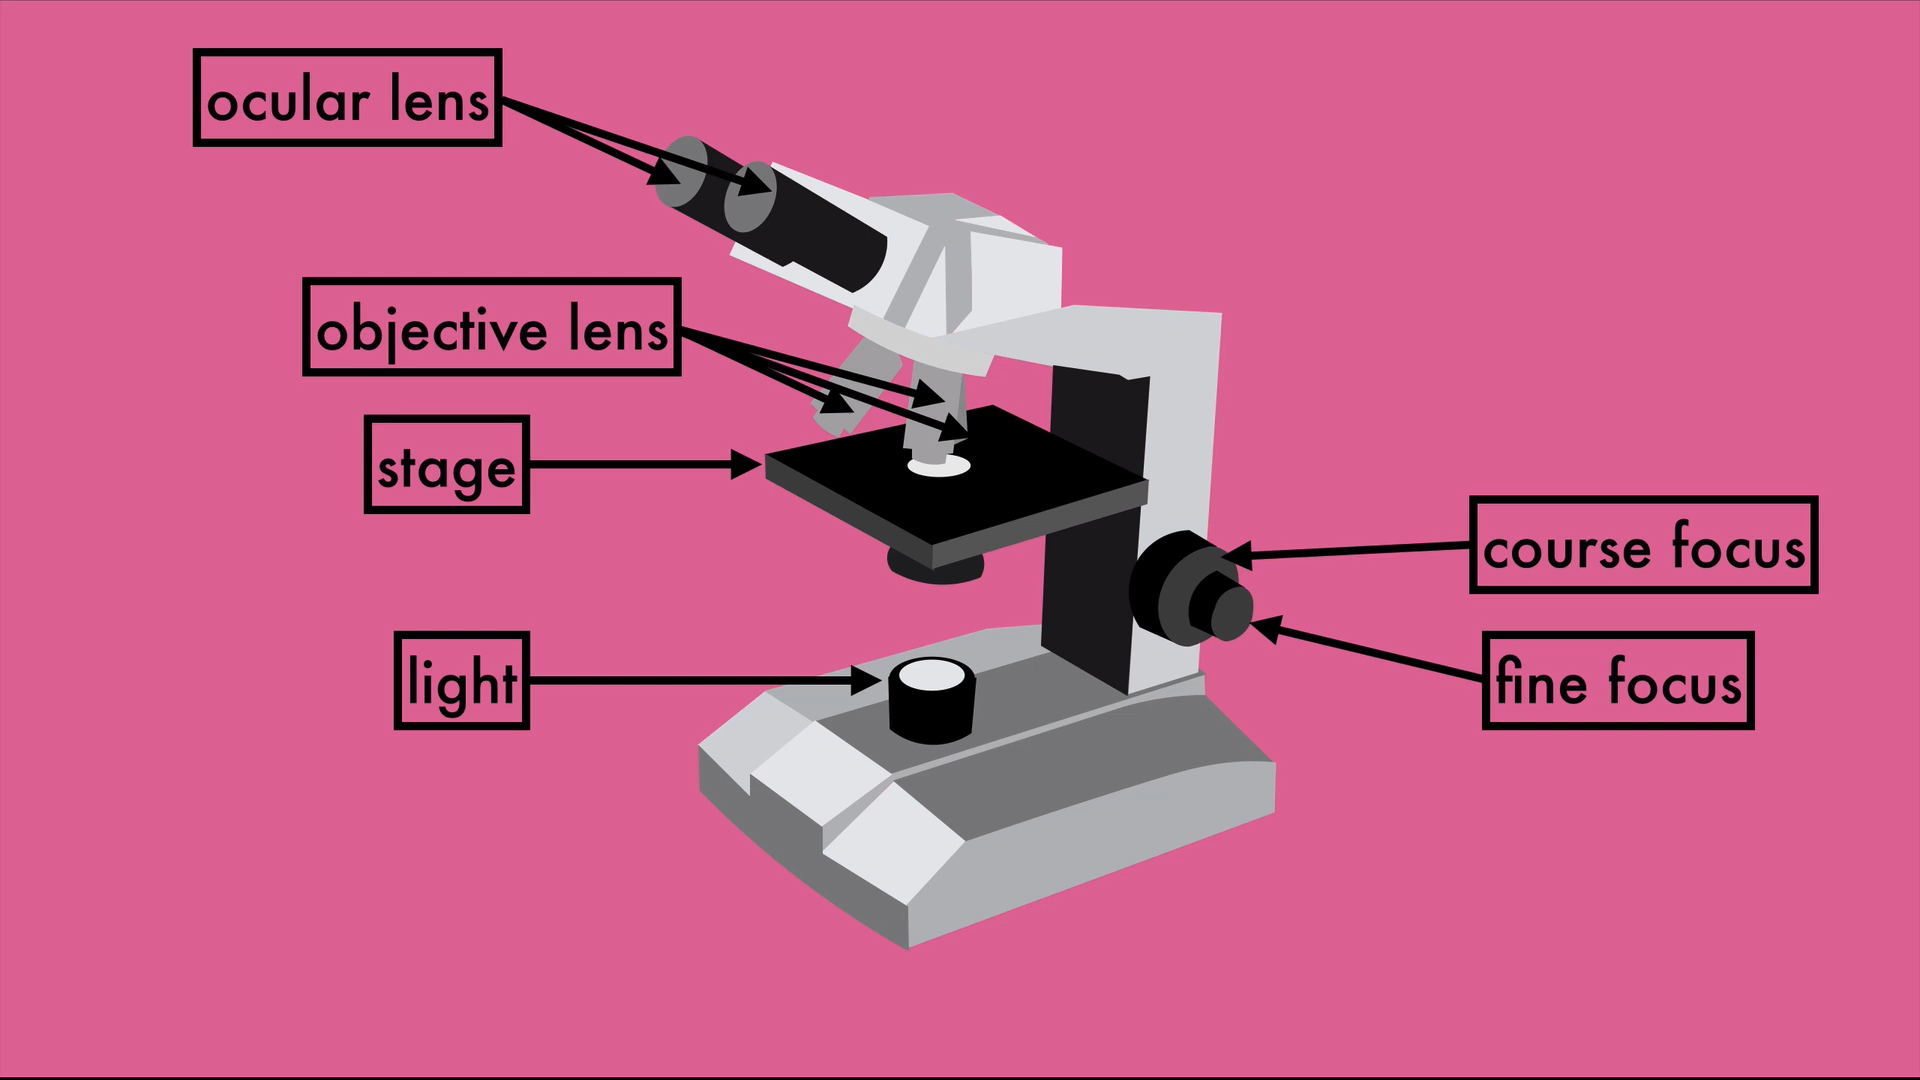 ocular lens
objective lens
stage
light
course focus
fine focus